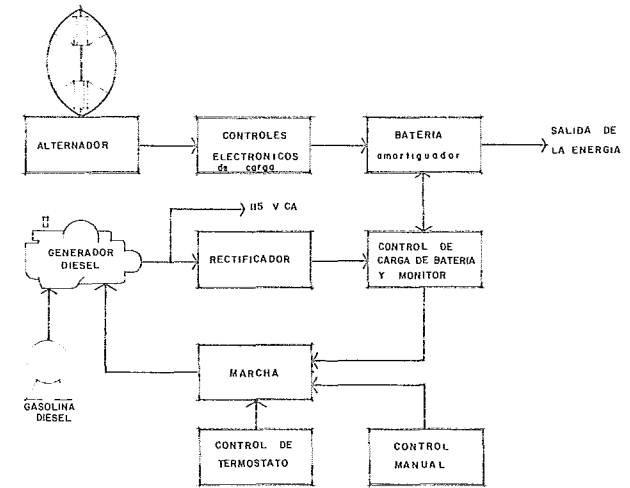 ALTERNADOR
CONTROLES
ELECTRONICOS
de carga
BATERIA
amortiguador
SALIDA DE
LA ENERGIA
115 V CA
GENERADOR
DIESEL
RECTIFICADOR
CONTROL DE
CARGA DE BATERIA
Y MONITOR
MARCHA
GASOLINA
DIESEL
CONTROL DE
TERMOSTATO
CONTROL
MANUAL